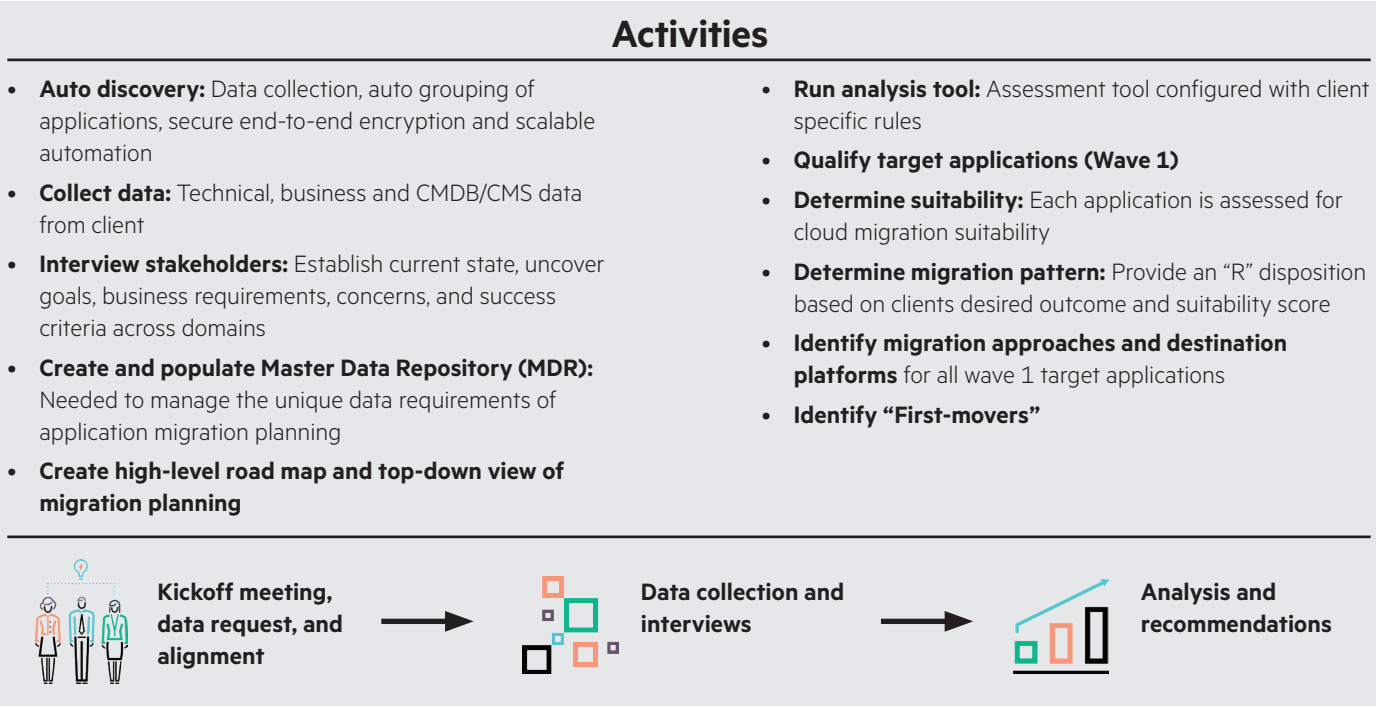 Activities
• Auto discovery: Data collection, auto grouping of
applications, secure end-to-end encryption and scalable
automation
• Collect data: Technical, business and CMDB/CMS data
from client
• Interview stakeholders: Establish current state, uncover
goals, business requirements, concerns, and success
criteria across domains
• Create and populate Master Data Repository (MDR):
Needed to manage the unique data requirements of
application migration planning
• Create high-level road map and top-down view of
migration planning
• Run analysis tool: Assessment tool configured with client
specific rules
• Qualify target applications (Wave 1)
• Determine suitability: Each application is assessed for
cloud migration suitability
• Determine migration pattern: Provide an “R” disposition
based on clients desired outcome and suitability score
• Identify migration approaches and destination
platforms for all wave 1 target applications
• Identify “First-movers”
Kickoff meeting,
data request, and
alignment
Data collection and
interviews
Analysis and
recommendations